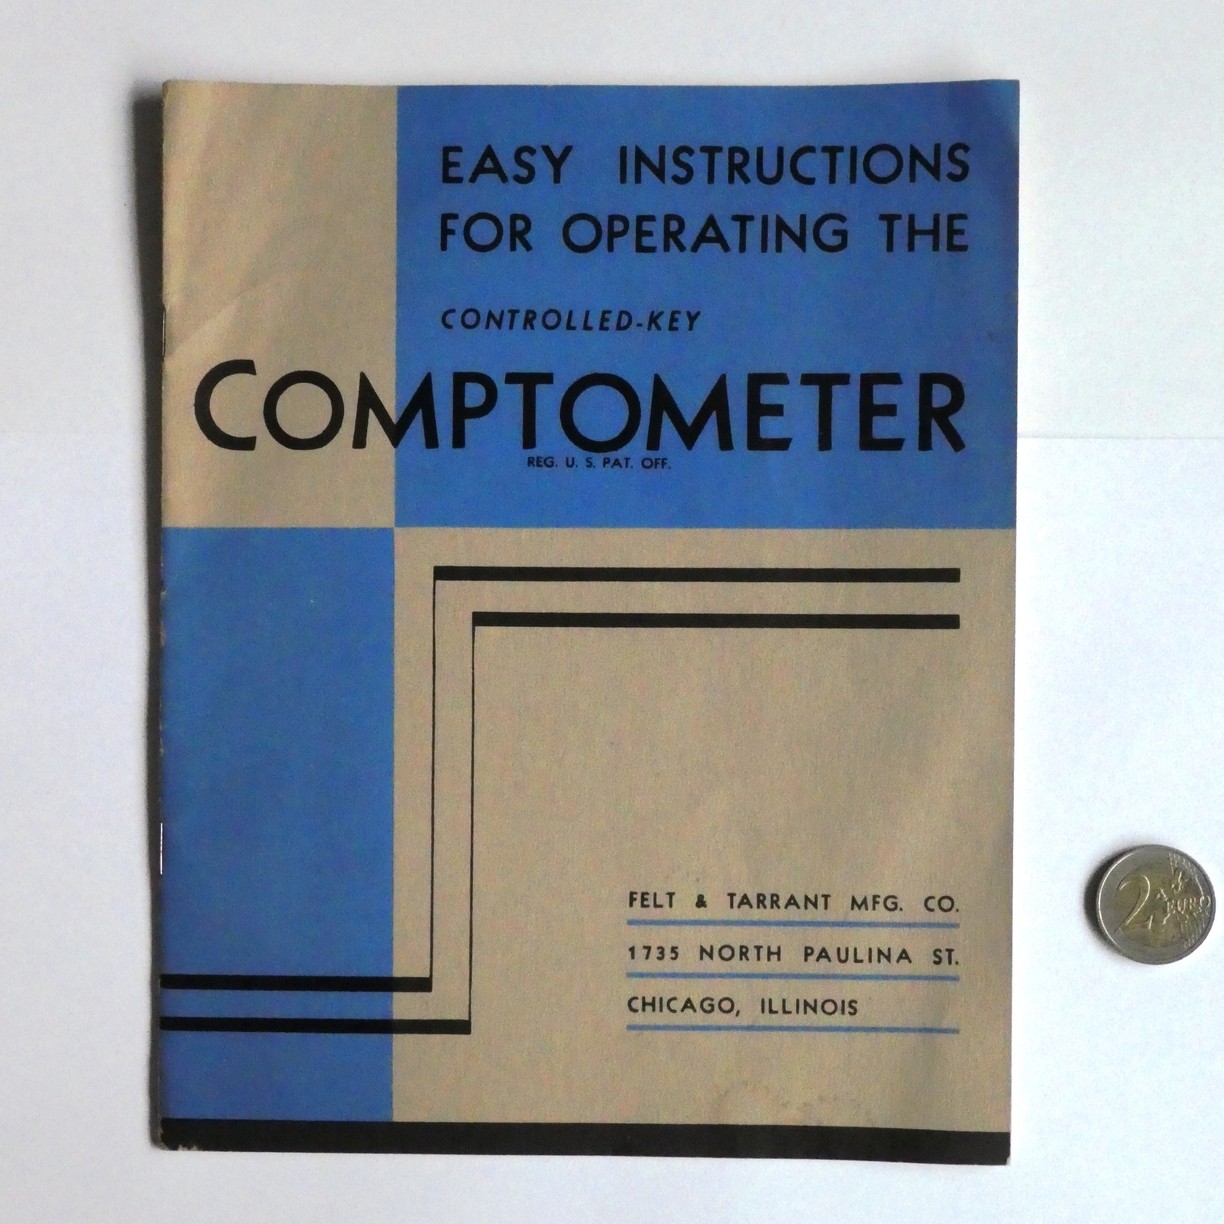 EASY INSTRUCTIONS
FOR OPERATING THE
CONTROLLED-KEY
COMPTOMETER
REG. U. S. PAT. OFF.
FELT & TARRANT MFG. CO.
1735 NORTH PAULINA ST.
CHICAGO, ILLINOIS
2 EURO